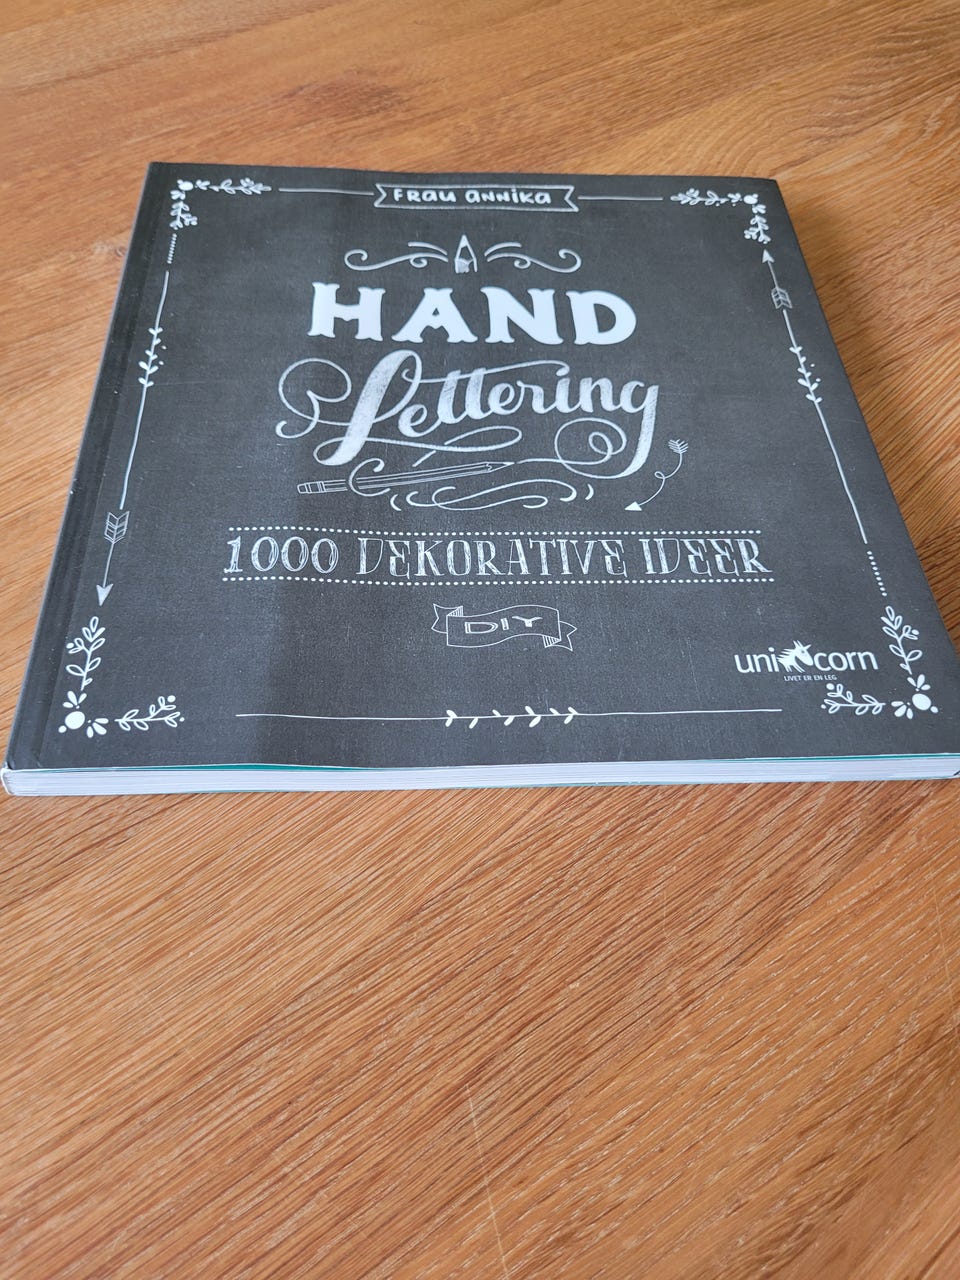 FRAU ANNIKA
HAND
Lettering
1000 DEKORATIVE IDEER
DIY
unicorn
LIVET ER EN LEG